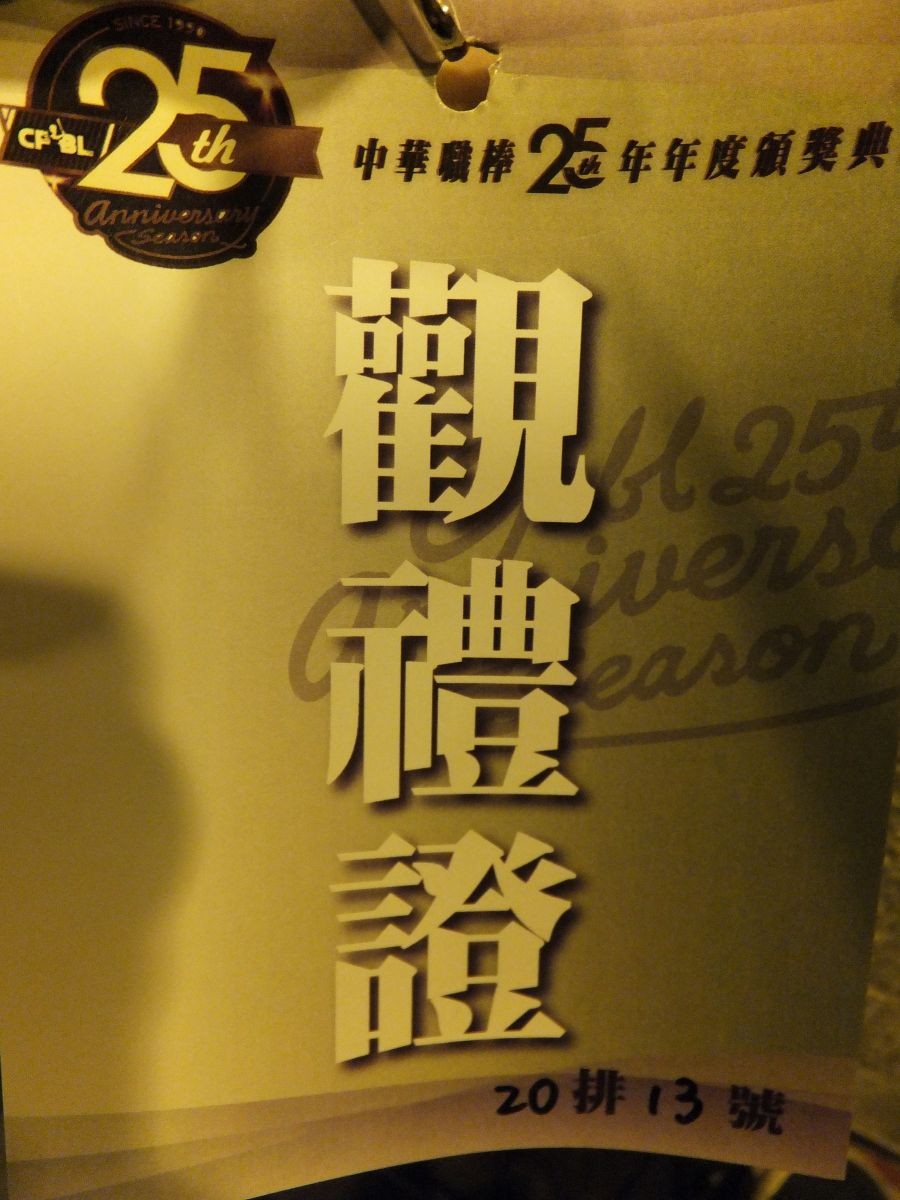 SINCE 1990
25th
CPBL
Anniversary
Season
中華職棒25th年年度頒獎典
觀
禮
證
cpbl 25th
Anniversary
Season
20排13號